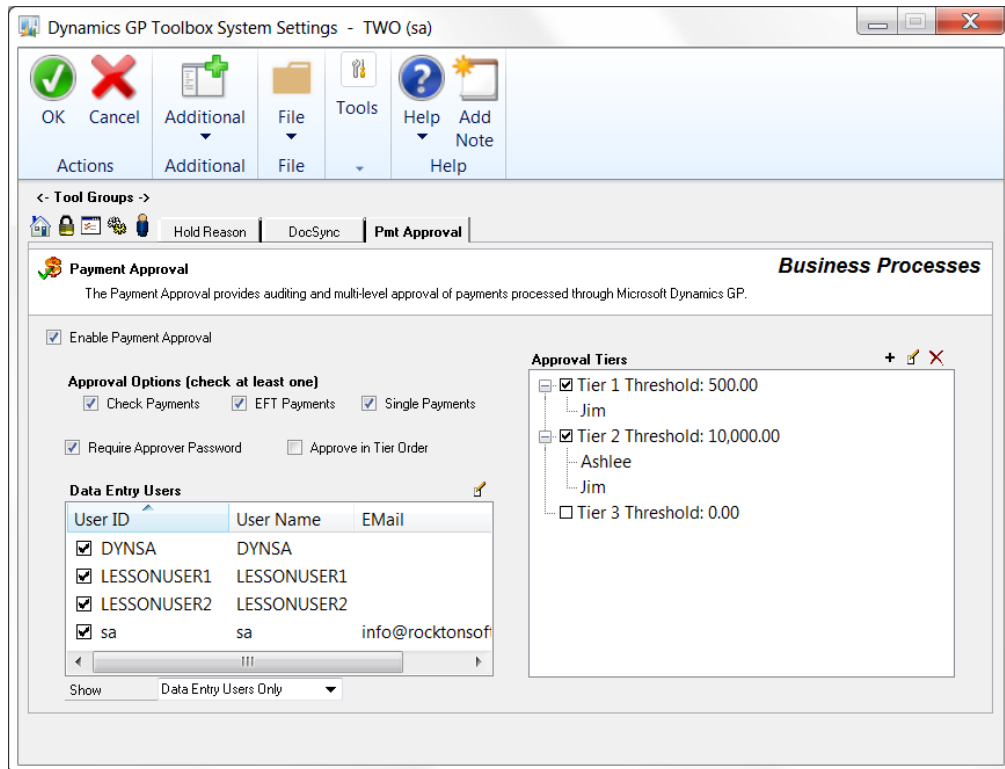 Dynamics GP Toolbox System Settings - TWO (sa)
OK Cancel Additional File Tools Help Add Note
Actions Additional File Help
<- Tool Groups ->
Hold Reason DocSync Pmt Approval
Payment Approval Business Processes
The Payment Approval provides auditing and multi-level approval of payments processed through Microsoft Dynamics GP.
Enable Payment Approval
Approval Options (check at least one)
Check Payments EFT Payments Single Payments
Require Approver Password Approve in Tier Order
Data Entry Users
User ID User Name EMail
DYNSA DYNSA
LESSONUSER1 LESSONUSER1
LESSONUSER2 LESSONUSER2
sa sa info@rocktonsoft
Show Data Entry Users Only
Approval Tiers
Tier 1 Threshold: 500.00
Jim
Tier 2 Threshold: 10,000.00
Ashlee
Jim
Tier 3 Threshold: 0.00